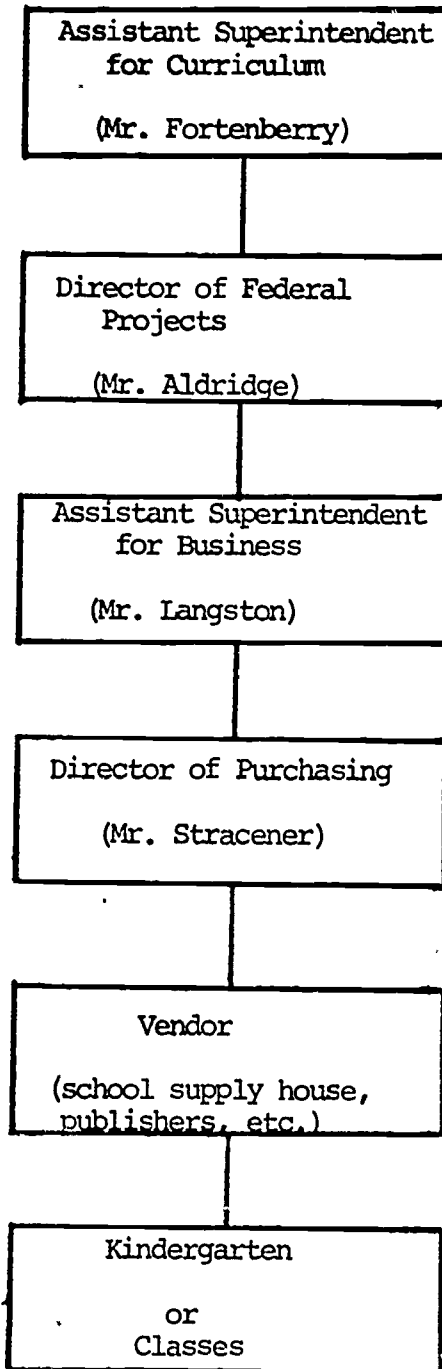 Assistant Superintendent
for Curriculum
(Mr. Fortenberry)
Director of Federal
Projects
(Mr. Aldridge)
Assistant Superintendent
for Business
(Mr. Langston)
Director of Purchasing
(Mr. Stracener)
Vendor
(school supply house,
publishers, etc.)
Kindergarten
or
Classes